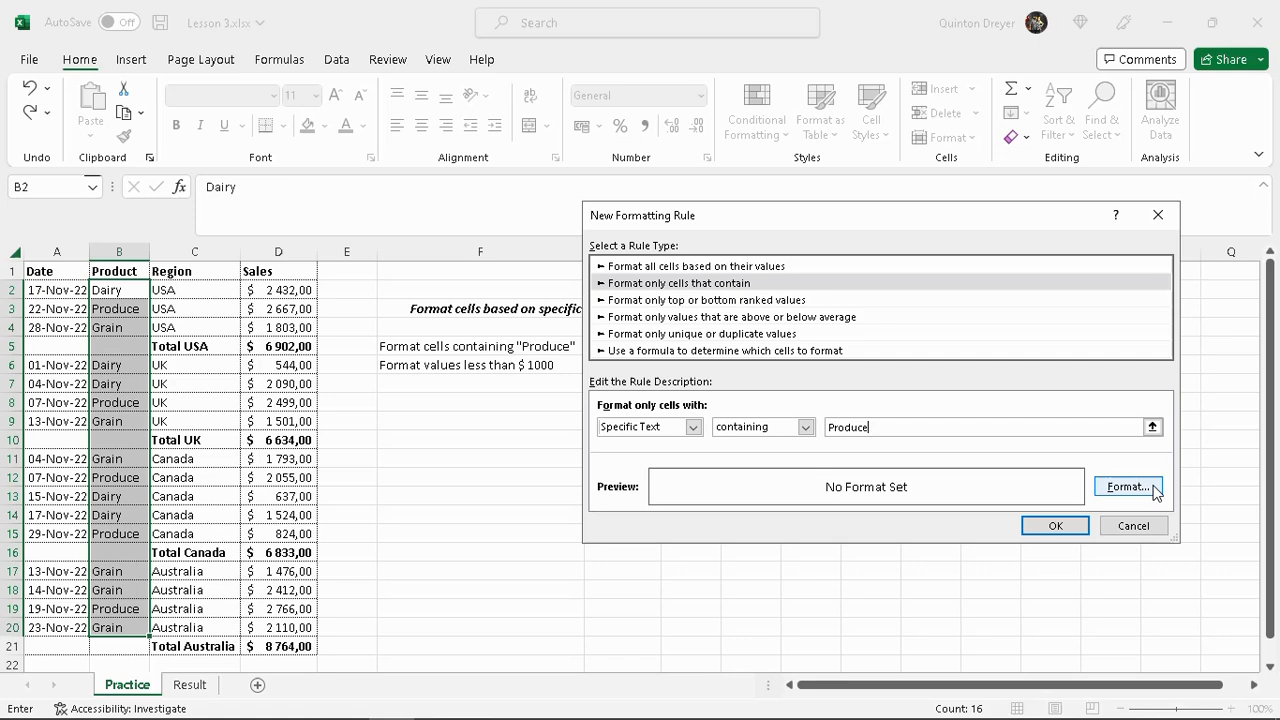 AutoSave Off Lesson 3.xlsx Search Quinton Dreyer
File Home Insert Page Layout Formulas Data Review View Help Comments Share
Paste
11
B I U A
ab
General
% 
Conditional Formatting
Format as Table
Cell Styles
Insert
Delete
Format
Sort & Filter
Find & Select
Analyze Data
Undo Clipboard Font Alignment Number Styles Cells Editing Analysis
B2 fx Dairy
A B C D E F Q
1 Date Product Region Sales
2 17-Nov-22 Dairy USA $ 2 432,00
3 22-Nov-22 Produce USA $ 2 667,00 Format cells based on specific
4 28-Nov-22 Grain USA $ 1 803,00
5 Total USA $ 6 902,00 Format cells containing "Produce"
6 01-Nov-22 Dairy UK $ 544,00 Format values less than $ 1000
7 04-Nov-22 Dairy UK $ 2 090,00
8 07-Nov-22 Produce UK $ 2 499,00
9 13-Nov-22 Grain UK $ 1 501,00
10 Total UK $ 6 634,00
11 04-Nov-22 Grain Canada $ 1 793,00
12 07-Nov-22 Produce Canada $ 2 055,00
13 15-Nov-22 Dairy Canada $ 637,00
14 17-Nov-22 Dairy Canada $ 1 524,00
15 29-Nov-22 Produce Canada $ 824,00
16 Total Canada $ 6 833,00
17 13-Nov-22 Grain Australia $ 1 476,00
18 14-Nov-22 Grain Australia $ 2 412,00
19 19-Nov-22 Produce Australia $ 2 766,00
20 23-Nov-22 Grain Australia $ 2 110,00
21 Total Australia $ 8 764,00
22
New Formatting Rule ?
Select a Rule Type:
► Format all cells based on their values
► Format only cells that contain
► Format only top or bottom ranked values
► Format only values that are above or below average
► Format only unique or duplicate values
► Use a formula to determine which cells to format
Edit the Rule Description:
Format only cells with:
Specific Text containing Produce
Preview: No Format Set Format...
OK Cancel
Practice Result
Enter Accessibility: Investigate Count: 16 100%